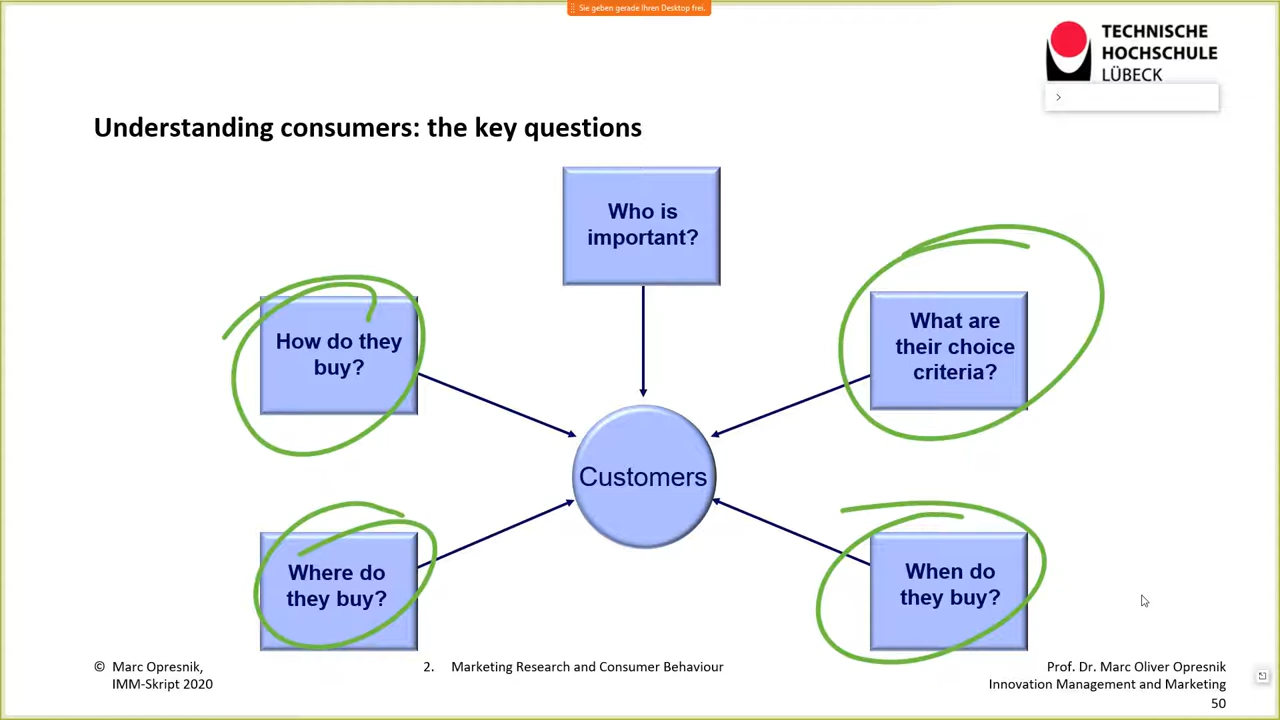 Sie geben gerade Ihren Desktop frei.
TECHNISCHE
HOCHSCHULE
LÜBECK
Understanding consumers: the key questions
Who is
important?
How do they
buy?
What are
their choice
criteria?
Customers
Where do
they buy?
When do
they buy?
© Marc Opresnik,
IMM-Skript 2020
2. Marketing Research and Consumer Behaviour
Prof. Dr. Marc Oliver Opresnik
Innovation Management and Marketing
50